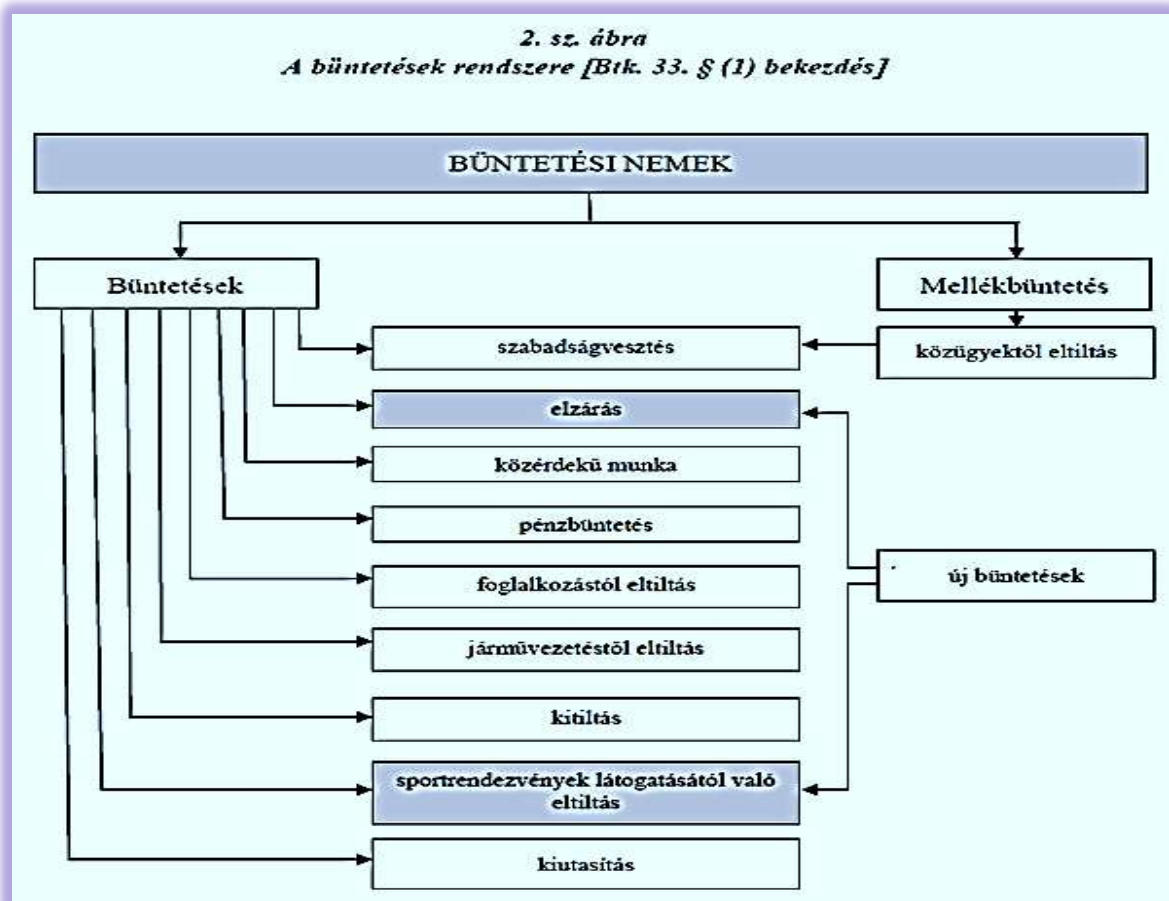 2. sz. ábra
A büntetések rendszere [Btk. 33. § (1) bekezdés]
BÜNTETÉSI NEMEK
Büntetések
Mellékbüntetés
szabadságvesztés
közügyektől eltiltás
elzárás
közérdekű munka
pénzbüntetés
foglalkozástól eltiltás
új büntetések
járművezetéstől eltiltás
kitiltás
sportrendezvények látogatásától való
eltiltás
kiutasítás